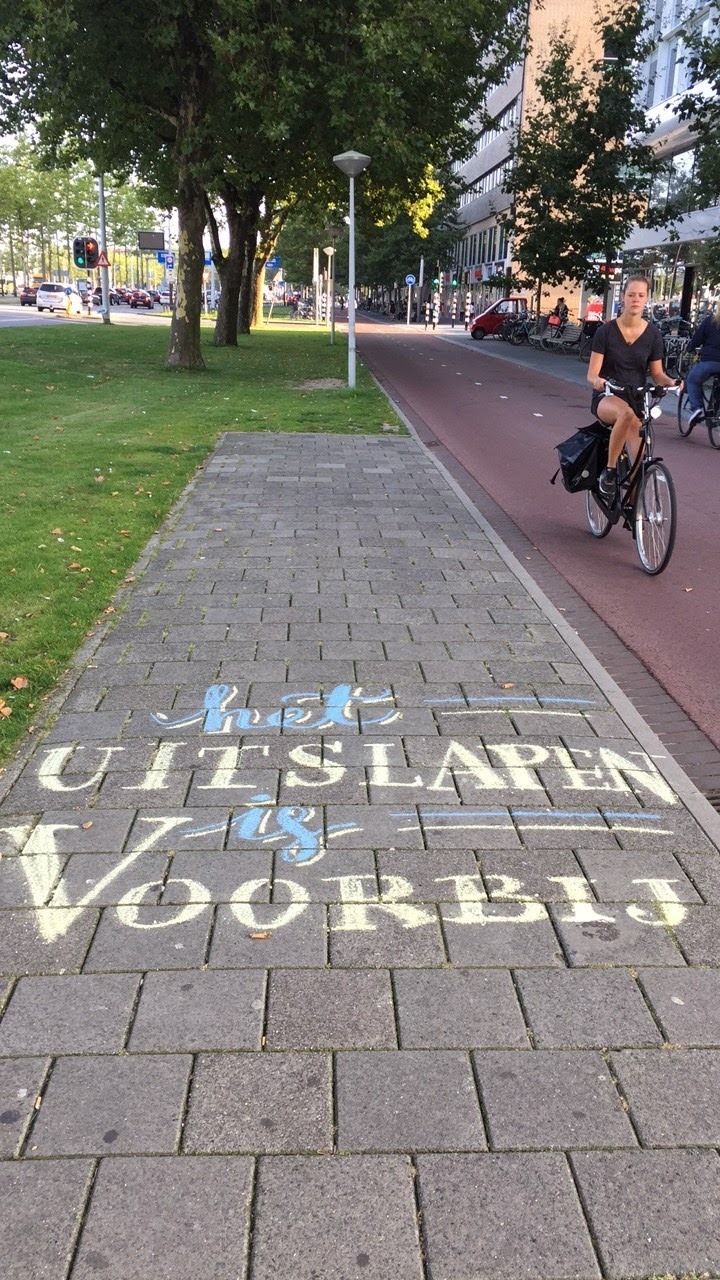 het
UITSLAPEN
is
VOORBIJ